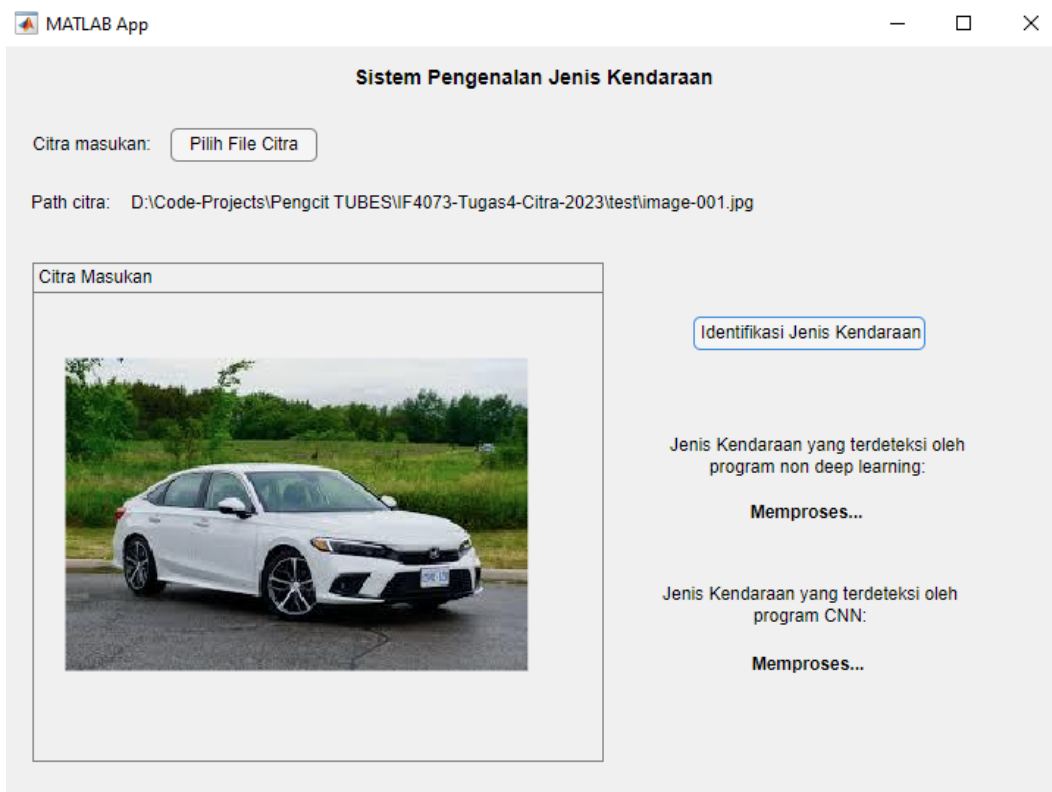 MATLAB App
Sistem Pengenalan Jenis Kendaraan
Citra masukan: Pilih File Citra
Path citra: D:\Code-Projects\Pengcit TUBES\IF4073-Tugas4-Citra-2023\test\image-001.jpg
Citra Masukan
Identifikasi Jenis Kendaraan
Jenis Kendaraan yang terdeteksi oleh
program non deep learning:
Memproses...
Jenis Kendaraan yang terdeteksi oleh
program CNN:
Memproses...